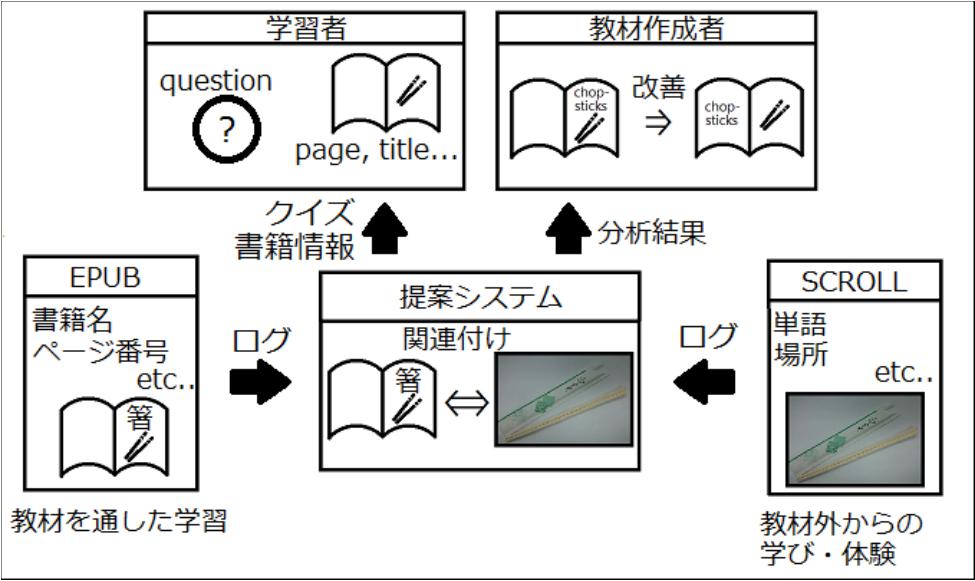 学習者
question
?
page, title...
教材作成者
chop-
sticks
改善
⇒
chop-
sticks
クイズ
書籍情報
分析結果
EPUB
書籍名
ページ番号
etc..
箸
教材を通した学習
ログ
提案システム
関連付け
箸
⇔
ログ
SCROLL
単語
場所
etc..
教材外からの
学び・体験